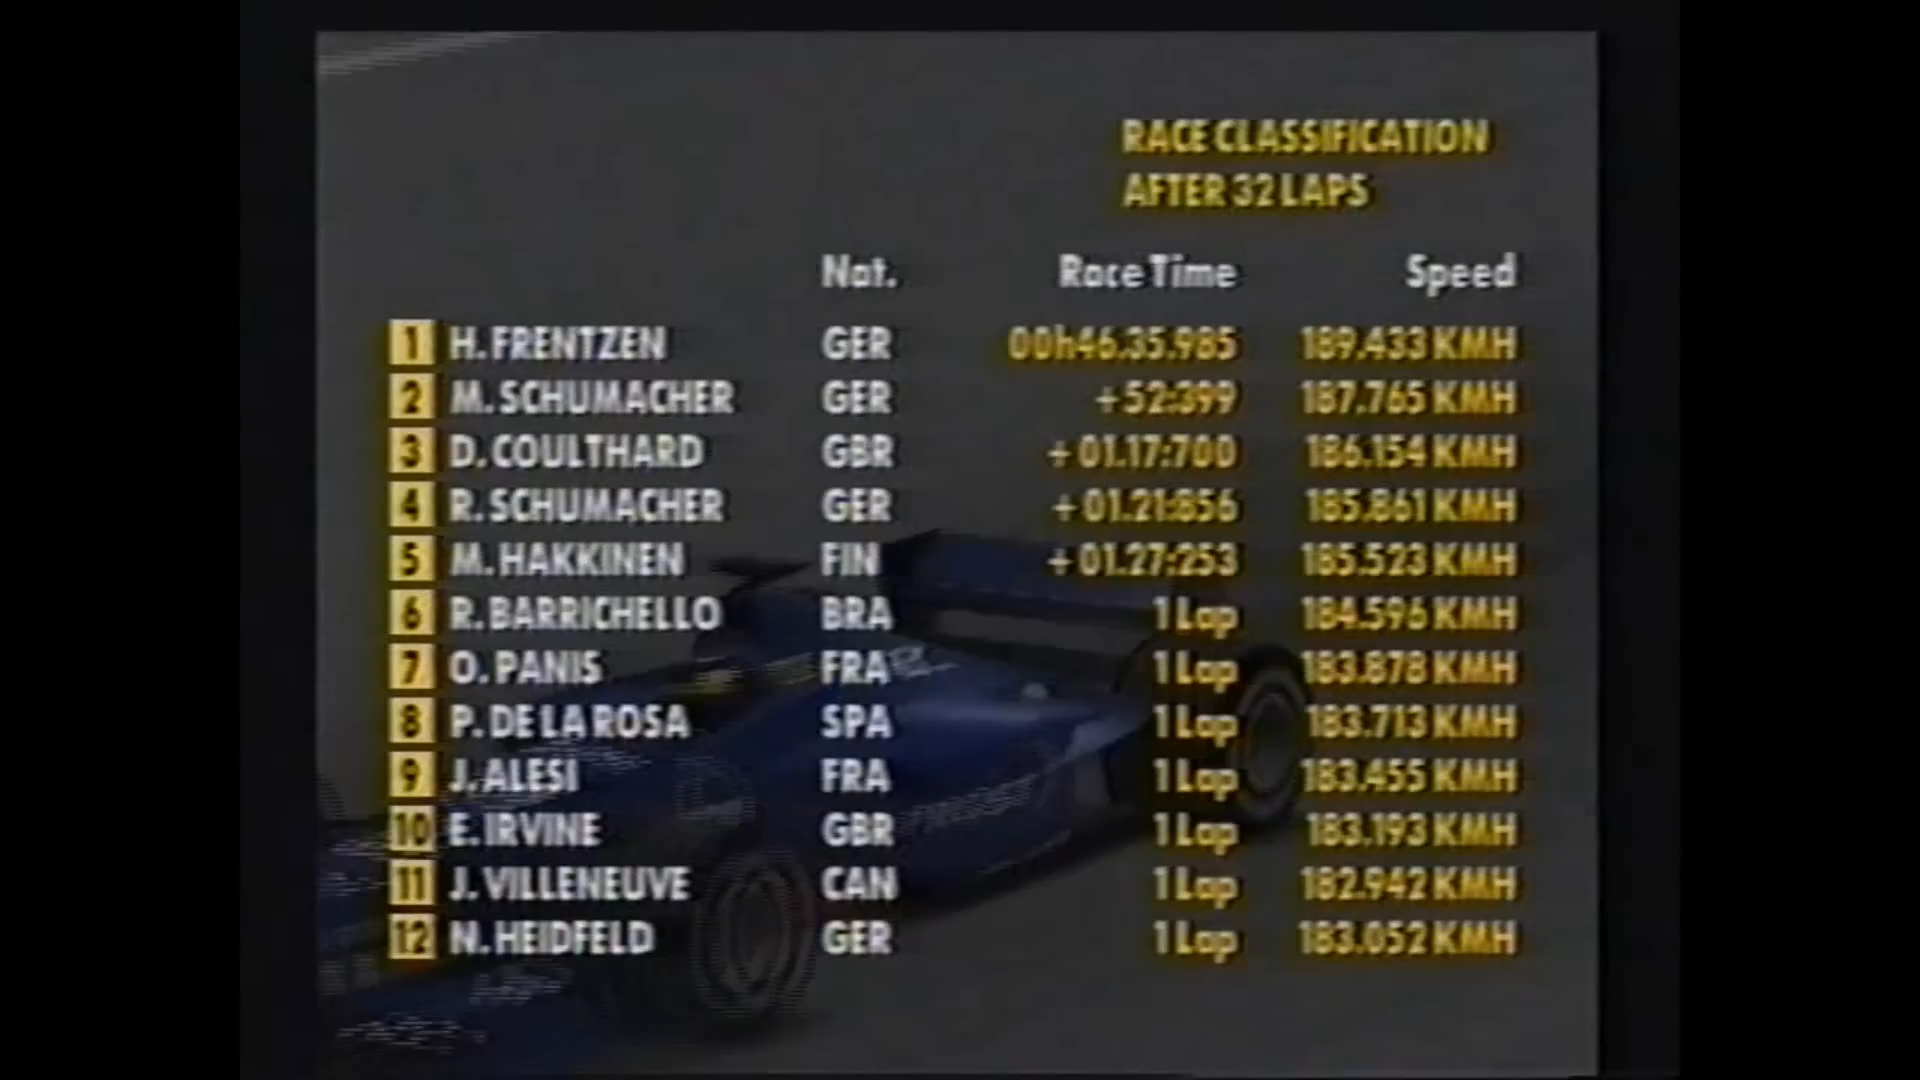 RACE CLASSIFICATION
AFTER 32 LAPS
Nat. Race Time Speed
1 H. FRENTZEN GER 00h46.35.985 189.433 KMH
2 M. SCHUMACHER GER +52:399 187.765 KMH
3 D. COULTHARD GBR + 01.17:700 186.154 KMH
4 R. SCHUMACHER GER + 01.21:856 185.861 KMH
5 M. HAKKINEN FIN + 01.27:253 185.523 KMH
6 R. BARRICHELLO BRA 1 Lap 184.596 KMH
7 O. PANIS FRA 1 Lap 183.878 KMH
8 P. DE LA ROSA SPA 1 Lap 183.713 KMH
9 J. ALESI FRA 1 Lap 183.455 KMH
10 E. IRVINE GBR 1 Lap 183.193 KMH
11 J. VILLENEUVE CAN 1 Lap 182.942 KMH
12 N. HEIDFELD GER 1 Lap 183.052 KMH